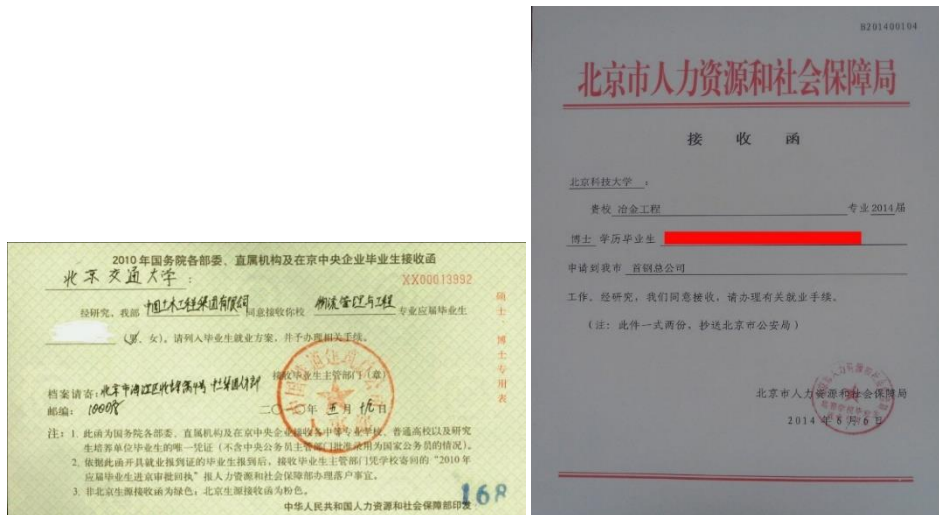 2010年国务院各部委、直属机构及在京中央企业毕业生接收函
北京交通大学：
XX00013992
经研究，我部 中国土木工程集团有限公司 同意接收你校 物流管理与工程 专业应届毕业生
（男、女）。请列入毕业生就业方案，并予办理相关手续。
硕士、博士专用表
接收毕业生主管部门（章）
档案请寄：北京市海淀区
邮编：
二〇一〇年 五月 十九日
注：1. 此函为国务院各部委、直属机构及在京中央企业接收各中等专业学校、普通高校以及研究
生培养单位毕业生的唯一凭证（不含中央公务员主管部门批准录用为国家公务员的情况）。
2. 依据此函开具就业报到证的毕业生报到后，接收毕业生主管部门凭学校寄回的“2010年
应届毕业生进京审批回执”报人力资源和社会保障部办理落户事宜。
3. 非北京生源接收函为绿色；北京生源接收函为粉色。
中华人民共和国人力资源和社会保障部印发
168
B201400104
北京市人力资源和社会保障局
接 收 函
北京科技大学 ：
贵校 冶金工程 专业 2014 届
博士 学历毕业生
申请到我市 首钢总公司
工作。经研究，我们同意接收，请办理有关就业手续。
（注：此件一式两份，抄送北京市公安局）
北京市人力资源和社会保障局
2014年6月6日